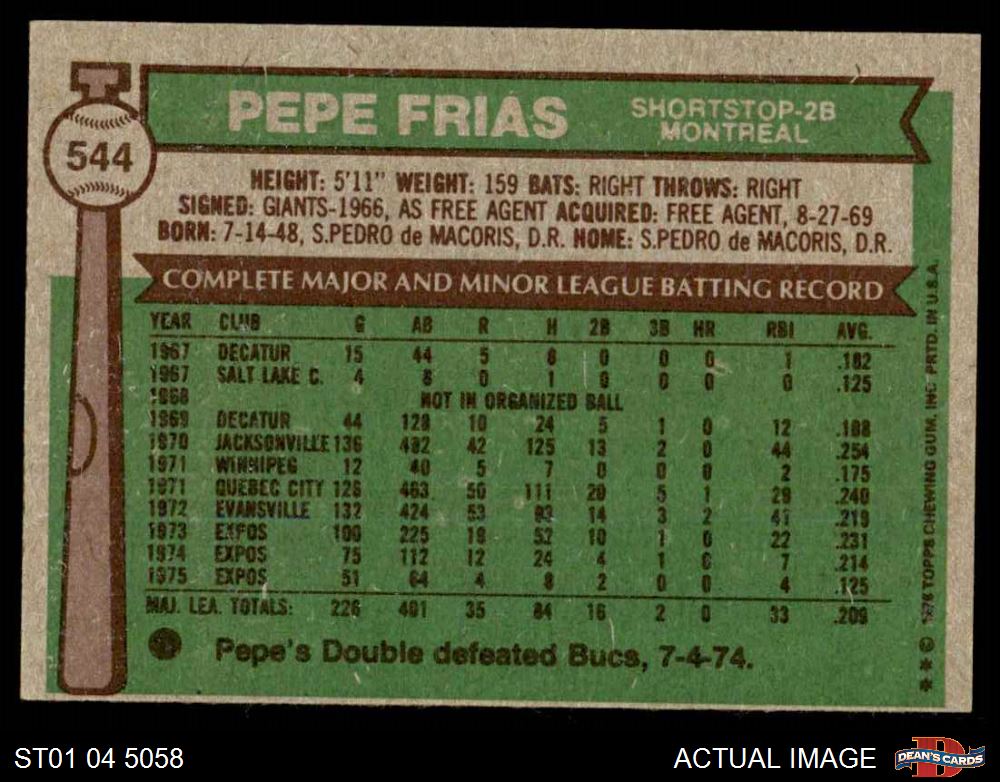 544
PEPE FRIAS
SHORTSTOP-2B
MONTREAL
HEIGHT: 5'11" WEIGHT: 159 BATS: RIGHT THROWS: RIGHT
SIGNED: GIANTS-1966, AS FREE AGENT ACQUIRED: FREE AGENT, 8-27-69
BORN: 7-14-48, S.PEDRO de MACORIS, D.R. HOME: S.PEDRO de MACORIS, D.R.
COMPLETE MAJOR AND MINOR LEAGUE BATTING RECORD
YEAR CLUB G AB R H 2B 3B HR RBI AVG.
1967 DECATUR 15 44 5 8 0 0 0 1 .182
1967 SALT LAKE C. 4 8 0 1 0 0 0 0 .125
1968 NOT IN ORGANIZED BALL
1969 DECATUR 44 128 10 24 5 1 0 12 .188
1970 JACKSONVILLE 136 492 42 125 13 2 0 44 .254
1971 WINNIPEG 12 40 5 7 0 0 0 2 .175
1971 QUEBEC CITY 128 463 50 111 20 5 1 29 .240
1972 EVANSVILLE 132 424 53 93 14 3 2 41 .219
1973 EXPOS 100 225 19 52 10 1 0 22 .231
1974 EXPOS 75 112 12 24 4 1 0 7 .214
1975 EXPOS 51 64 4 8 2 0 0 4 .125
MAJ. LEA. TOTALS: 226 401 35 84 16 2 0 33 .209
Pepe's Double defeated Bucs, 7-4-74.
**© 1976 TOPPS CHEWING GUM, INC. PRTD. IN U.S.A.
ST01 04 5058
ACTUAL IMAGE
D
DEAN'S CARDS